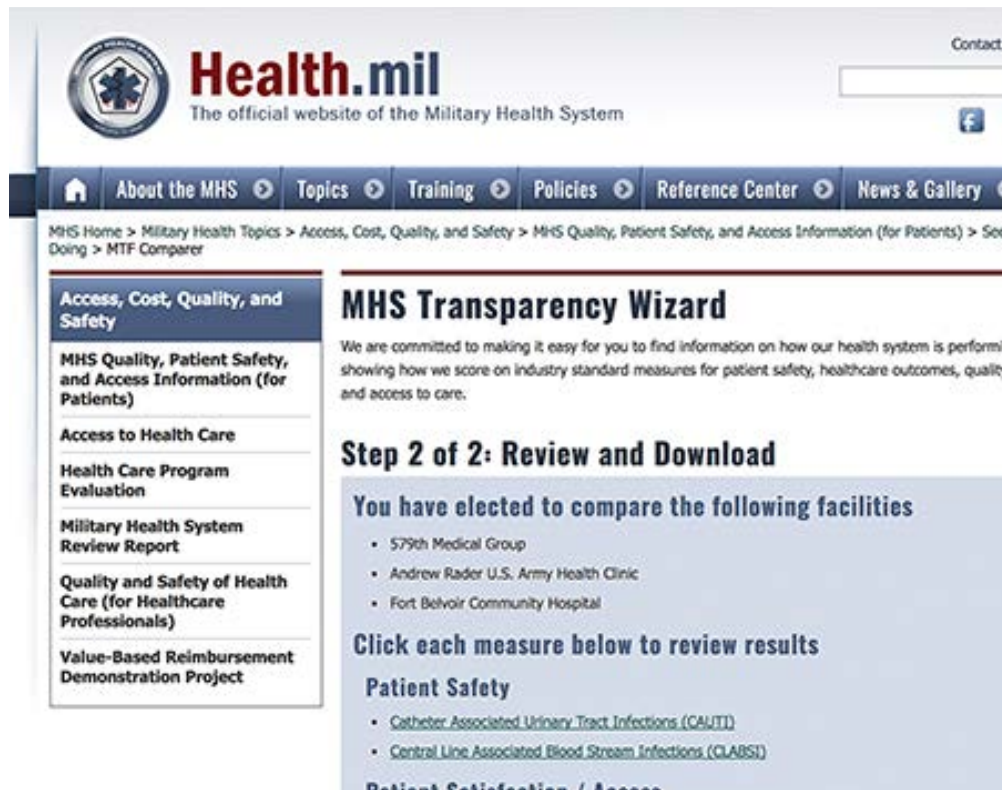 Contact
Health.mil
The official website of the Military Health System
About the MHS
Topics
Training
Policies
Reference Center
News & Gallery
MHS Home > Military Health Topics > Access, Cost, Quality, and Safety > MHS Quality, Patient Safety, and Access Information (for Patients) > See
Doing > MTF Comparer
Access, Cost, Quality, and
Safety
MHS Quality, Patient Safety,
and Access Information (for
Patients)
Access to Health Care
Health Care Program
Evaluation
Military Health System
Review Report
Quality and Safety of Health
Care (for Healthcare
Professionals)
Value-Based Reimbursement
Demonstration Project
MHS Transparency Wizard
We are committed to making it easy for you to find information on how our health system is performi
showing how we score on industry standard measures for patient safety, healthcare outcomes, quality
and access to care.
Step 2 of 2: Review and Download
You have elected to compare the following facilities
• 579th Medical Group
• Andrew Rader U.S. Army Health Clinic
• Fort Belvoir Community Hospital
Click each measure below to review results
Patient Safety
• Catheter Associated Urinary Tract Infections (CAUTI)
• Central Line Associated Blood Stream Infections (CLABSI)
Patient Satisfaction / Access